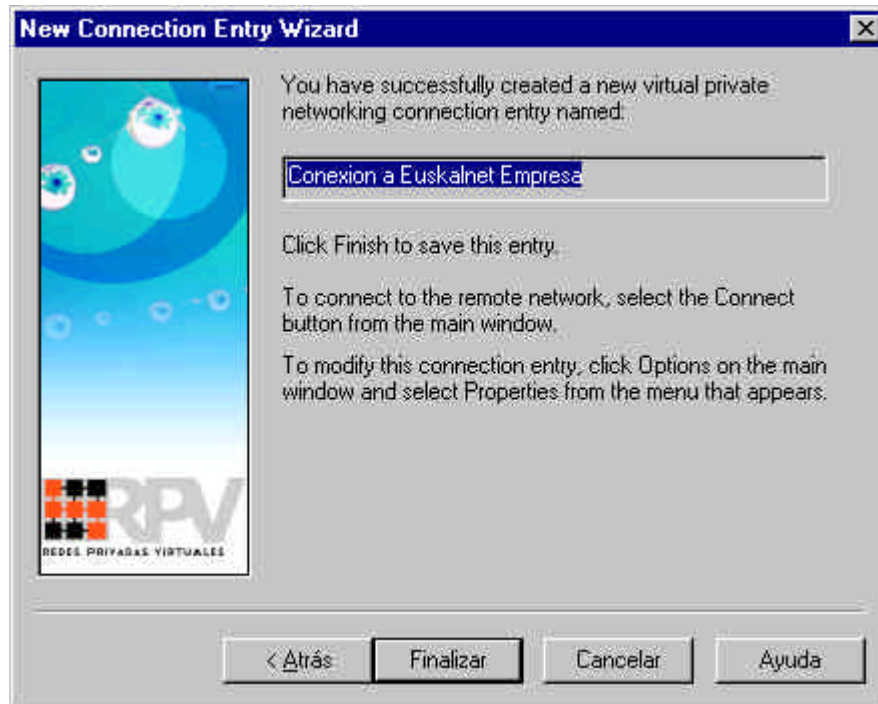 New Connection Entry Wizard
You have successfully created a new virtual private
networking connection entry named:
Conexion a Euskalnet Empresa
Click Finish to save this entry.
To connect to the remote network, select the Connect
button from the main window.
To modify this connection entry, click Options on the main
window and select Properties from the menu that appears.
RPV
REDES PRIVADAS VIRTUALES
< Atrás
Finalizar
Cancelar
Ayuda